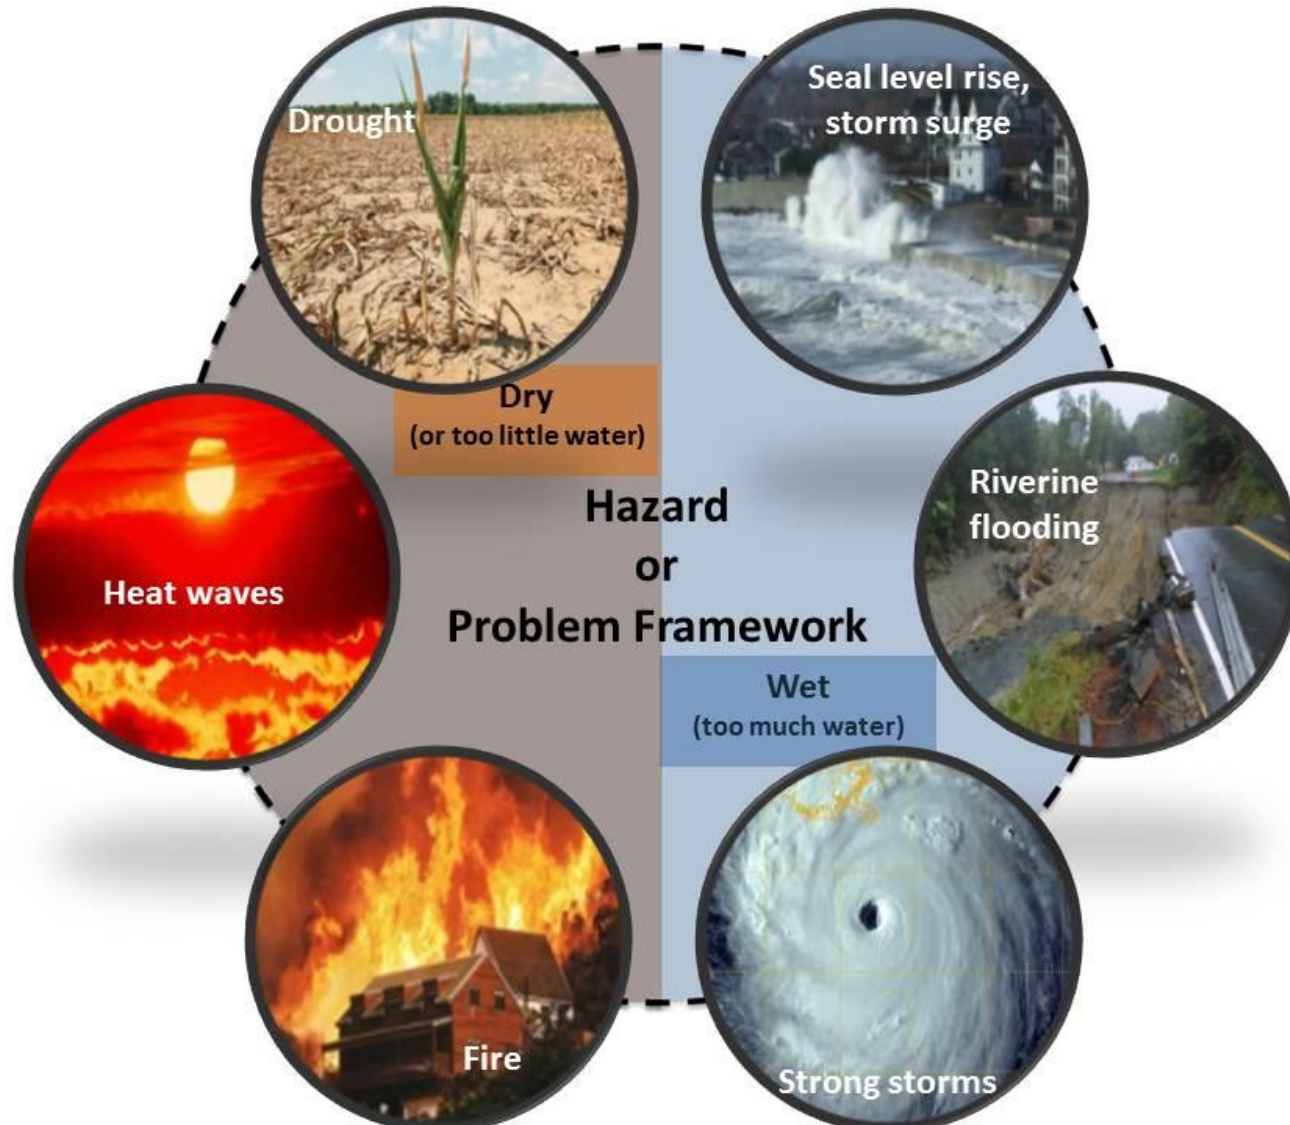 Drought
Seal level rise,
storm surge
Dry
(or too little water)
Hazard
or
Problem Framework
Heat waves
Riverine
flooding
Wet
(too much water)
Fire
Strong storms